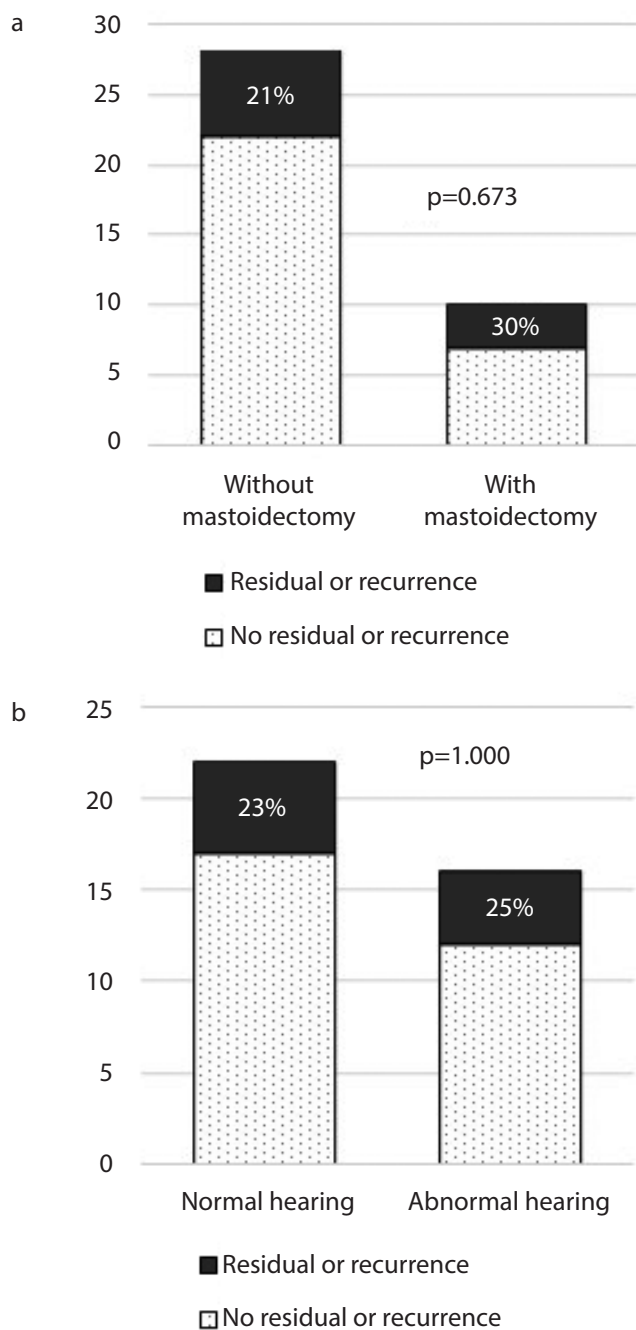 a
30
25
20
15
10
5
0
21%
p=0.673
30%
Without
mastoidectomy
With
mastoidectomy
Residual or recurrence
No residual or recurrence
b
25
20
15
10
5
0
p=1.000
23%
25%
Normal hearing
Abnormal hearing
Residual or recurrence
No residual or recurrence